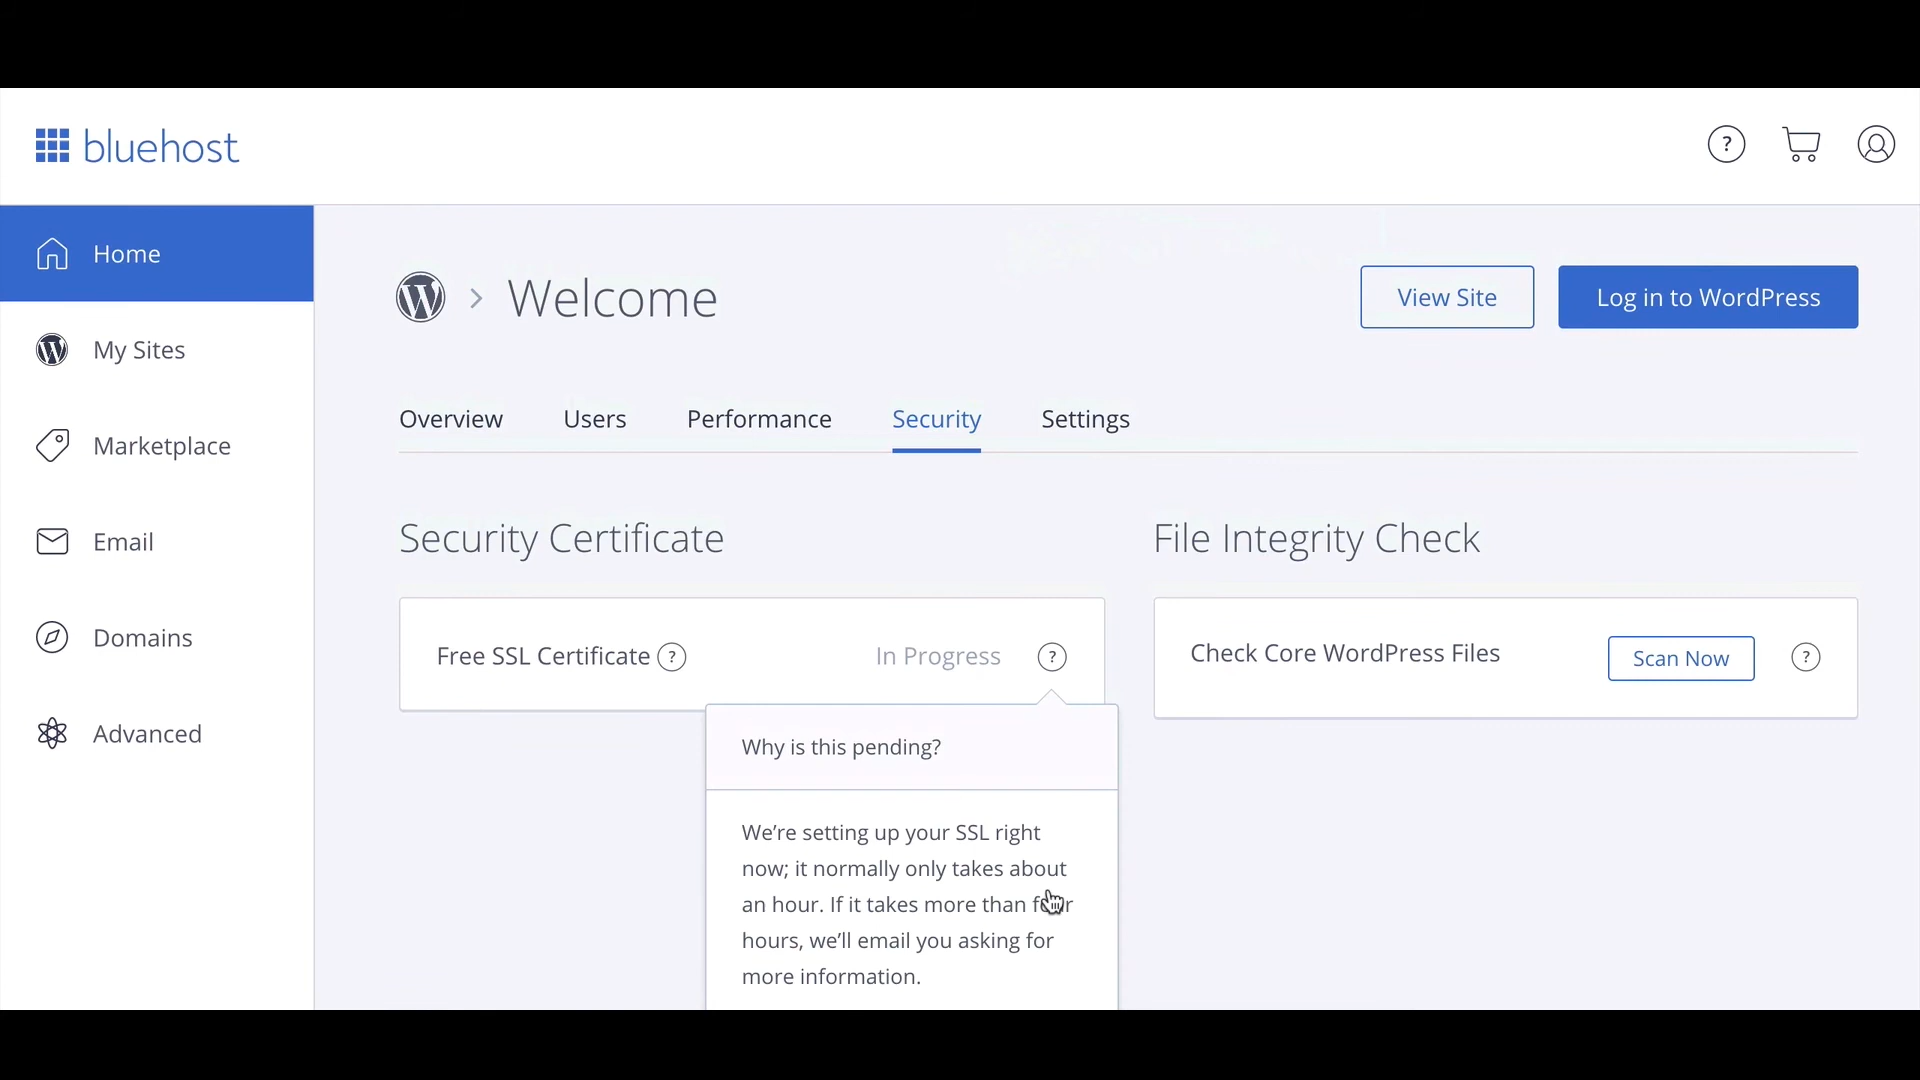 bluehost
?
Home
My Sites
Marketplace
Email
Domains
Advanced
Welcome
View Site
Log in to WordPress
Overview
Users
Performance
Security
Settings
Security Certificate
Free SSL Certificate ?
In Progress
?
Why is this pending?
We’re setting up your SSL right
now; it normally only takes about
an hour. If it takes more than
hours, we’ll email you asking for
more information.
File Integrity Check
Check Core WordPress Files
Scan Now
?